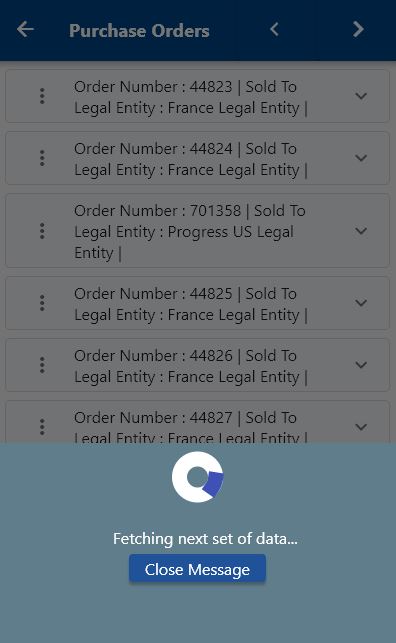 Purchase Orders
Order Number : 44823 | Sold To
Legal Entity : France Legal Entity |
Order Number : 44824 | Sold To
Legal Entity : France Legal Entity |
Order Number : 701358 | Sold To
Legal Entity : Progress US Legal
Entity |
Order Number : 44825 | Sold To
Legal Entity : France Legal Entity |
Order Number : 44826 | Sold To
Legal Entity : France Legal Entity |
Order Number : 44827 | Sold To
Legal Entity : France Legal Entity |
Fetching next set of data...
Close Message